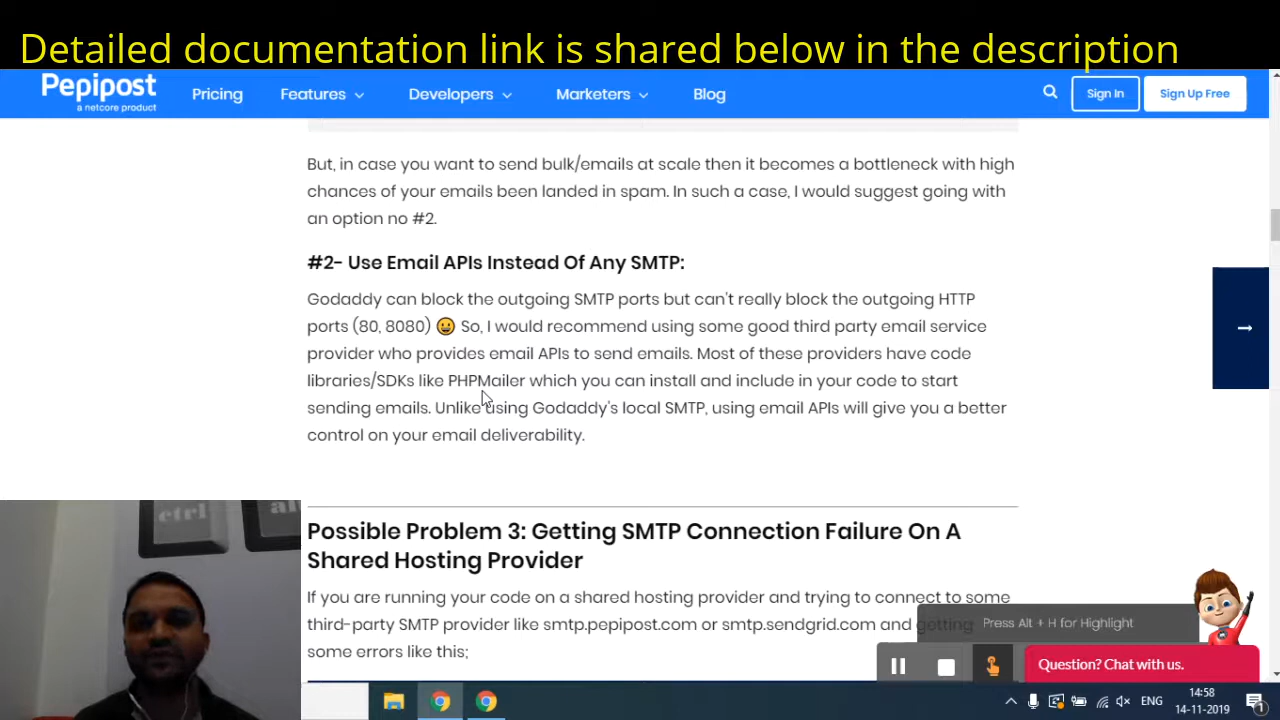 Detailed documentation link is shared below in the description
Pepipost
a netcore product
Pricing
Features
Developers
Marketers
Blog
Sign In
Sign Up Free
But, in case you want to send bulk/emails at scale then it becomes a bottleneck with high
chances of your emails been landed in spam. In such a case, I would suggest going with
an option no #2.
#2- Use Email APIs Instead Of Any SMTP:
Godaddy can block the outgoing SMTP ports but can't really block the outgoing HTTP
ports (80, 8080) 😀 So, I would recommend using some good third party email service
provider who provides email APIs to send emails. Most of these providers have code
libraries/SDKs like PHPMailer which you can install and include in your code to start
sending emails. Unlike using Godaddy's local SMTP, using email APIs will give you a better
control on your email deliverability.
Possible Problem 3: Getting SMTP Connection Failure On A
Shared Hosting Provider
If you are running your code on a shared hosting provider and trying to connect to some
third-party SMTP provider like smtp.pepipost.com or smtp.sendgrid.com and getting
some errors like this;
Press Alt + H for Highlight
Question? Chat with us.
ctrl
ENG
14:58
14-11-2019
1